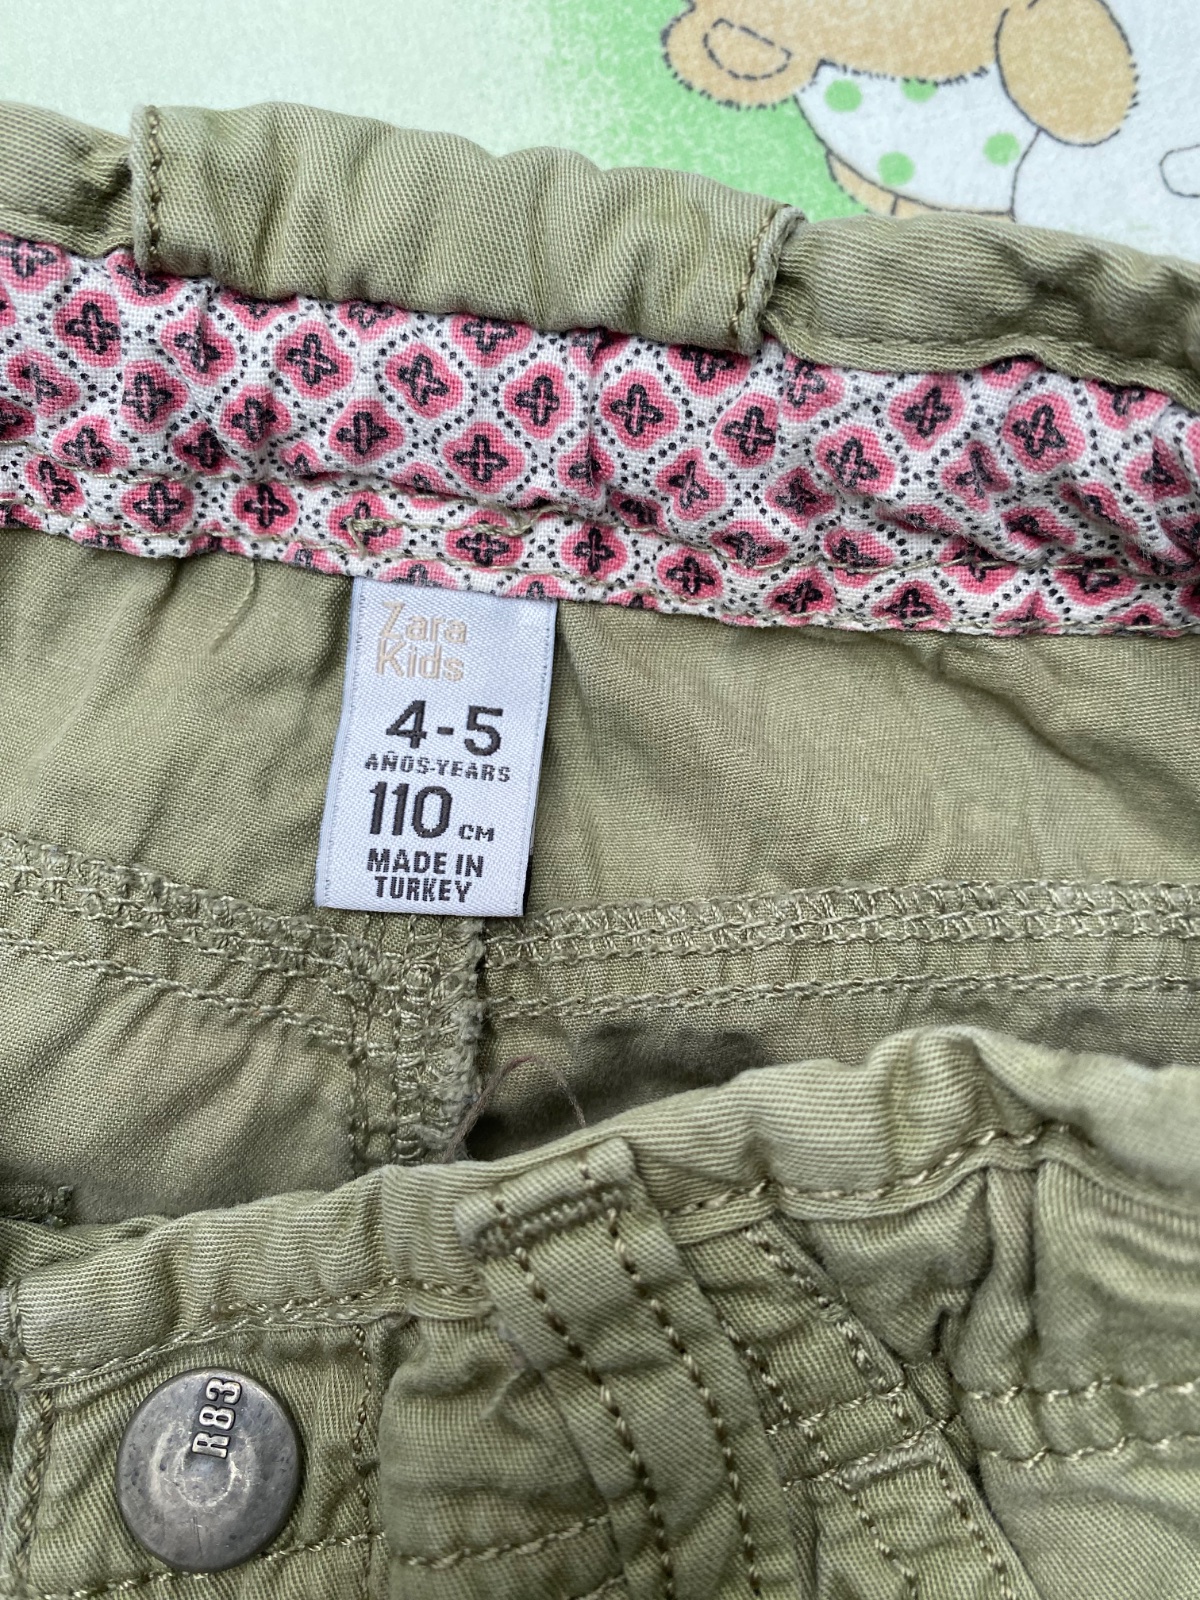 Zara
Kids
4-5
AÑOS-YEARS
110 CM
MADE IN
TURKEY
R83